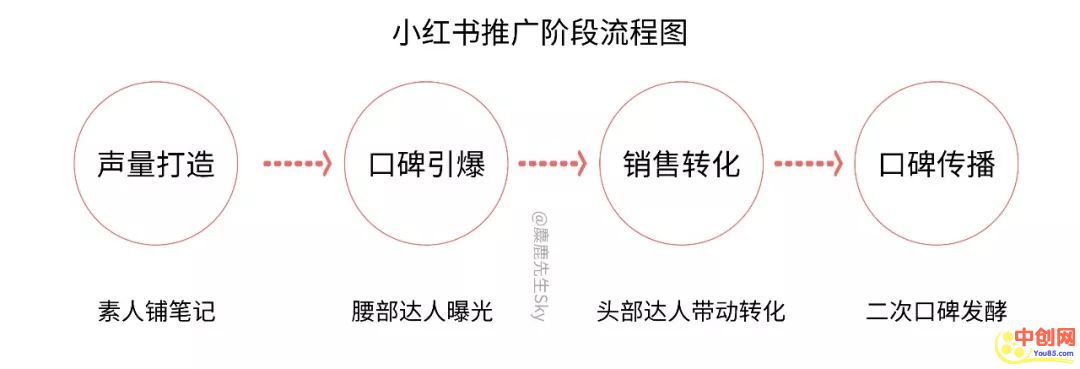 小红书推广阶段流程图
声量打造
口碑引爆
销售转化
口碑传播
@麋鹿先生Sky
素人铺笔记
腰部达人曝光
头部达人带动转化
二次口碑发酵
中创网
You85.com